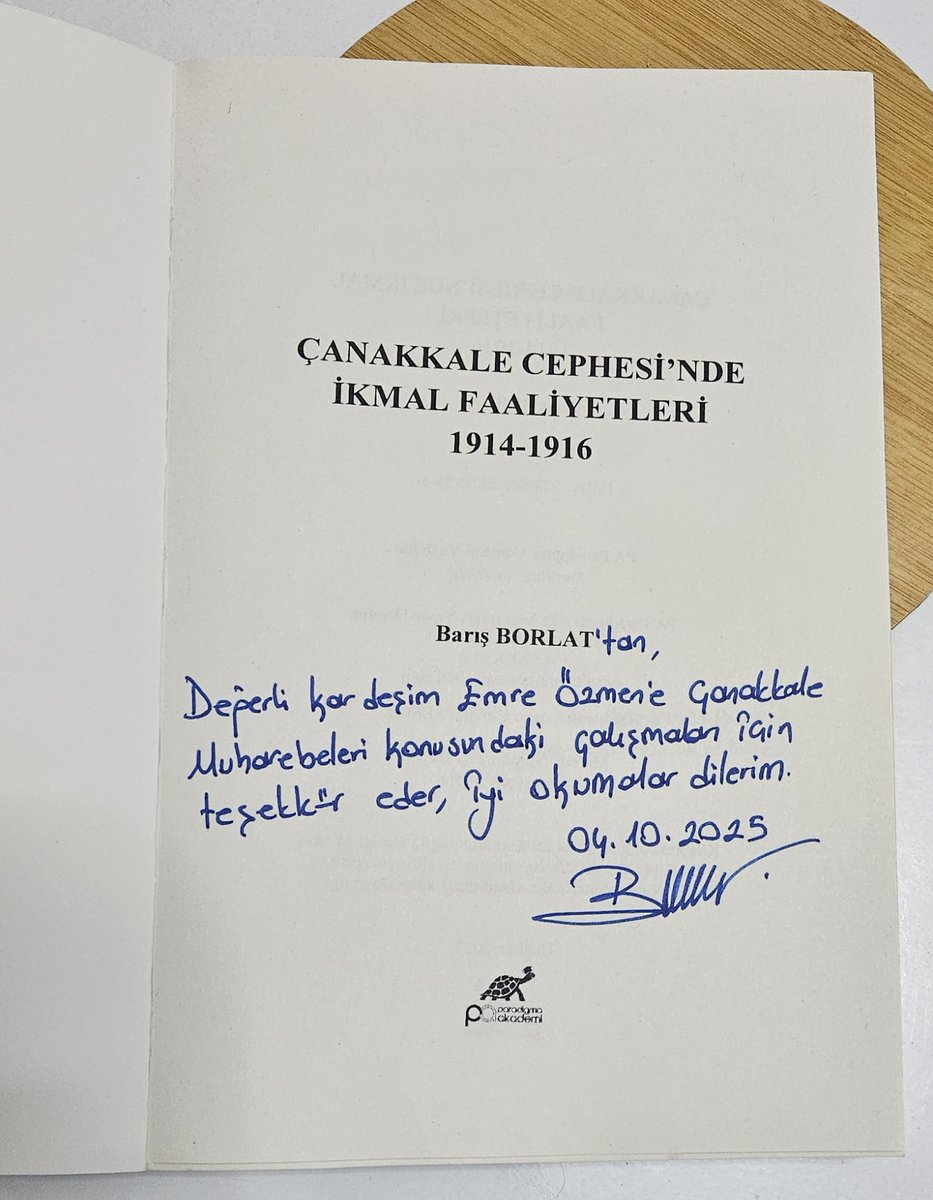 ÇANAKKALE CEPHESİ'NDE
İKMAL FAALİYETLERİ
1914-1916
Barış BORLAT'tan,
Değerli kardeşim Emre Özmen'e Çanakkale
Muharebeleri konusundaki çalışmaları için
teşekkür eder, iyi okumalar dilerim.
04.10.2025
pa paradigma
akademi